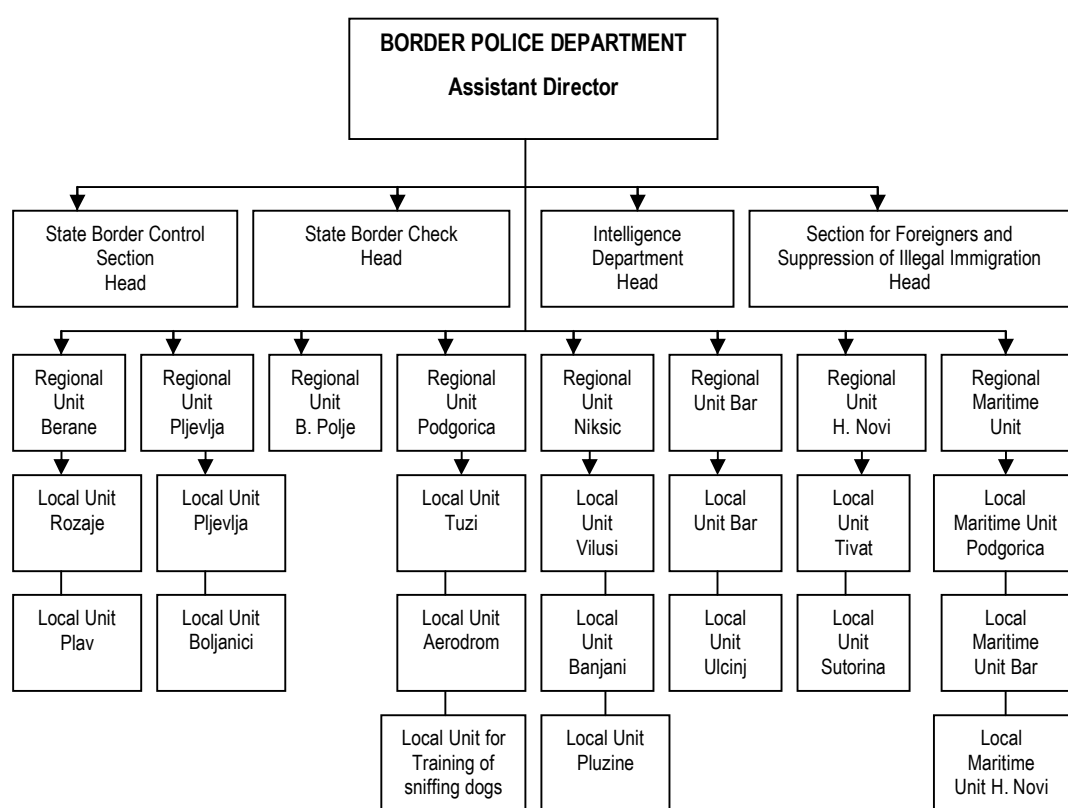 BORDER POLICE DEPARTMENT
Assistant Director
State Border Control
Section
Head
State Border Check
Head
Intelligence
Department
Head
Section for Foreigners and
Suppression of Illegal Immigration
Head
Regional
Unit
Berane
Regional
Unit
Pljevlja
Regional
Unit
B. Polje
Regional
Unit
Podgorica
Regional
Unit
Niksic
Regional
Unit Bar
Regional
Unit
H. Novi
Regional
Maritime
Unit
Local Unit
Rozaje
Local Unit
Pljevlja
Local Unit
Tuzi
Local
Unit
Vilusi
Local
Unit Bar
Local
Unit
Tivat
Local
Maritime Unit
Podgorica
Local Unit
Plav
Local Unit
Boljanici
Local Unit
Aerodrom
Local
Unit
Banjani
Local
Unit
Ulcinj
Local
Unit
Sutorina
Local
Maritime
Unit Bar
Local Unit for
Training of
sniffing dogs
Local Unit
Pluzine
Local
Maritime
Unit H. Novi